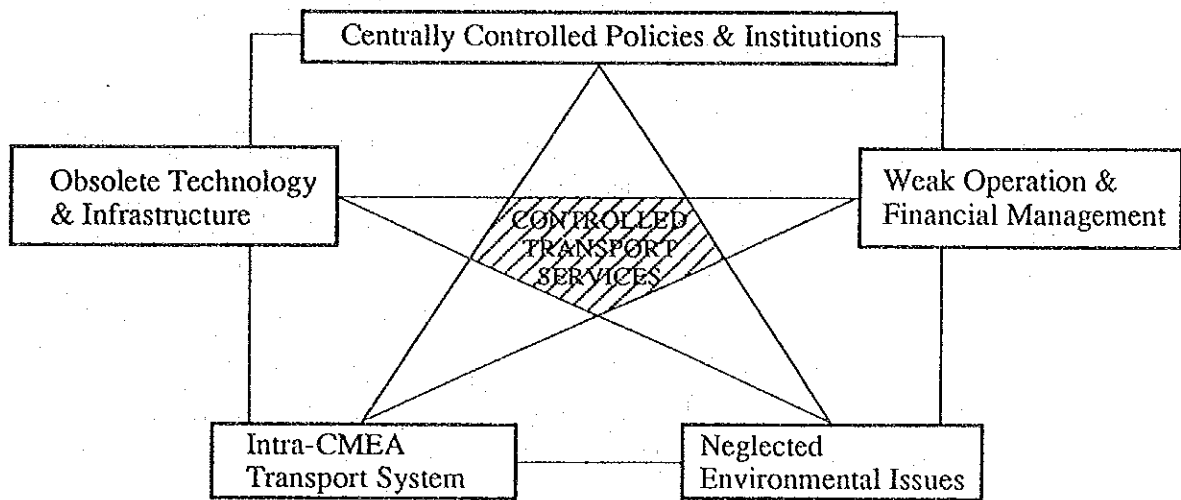 Centrally Controlled Policies & Institutions
Obsolete Technology
& Infrastructure
Weak Operation &
Financial Management
CONTROLLED
TRANSPORT
SERVICES
Intra-CMEA
Transport System
Neglected
Environmental Issues